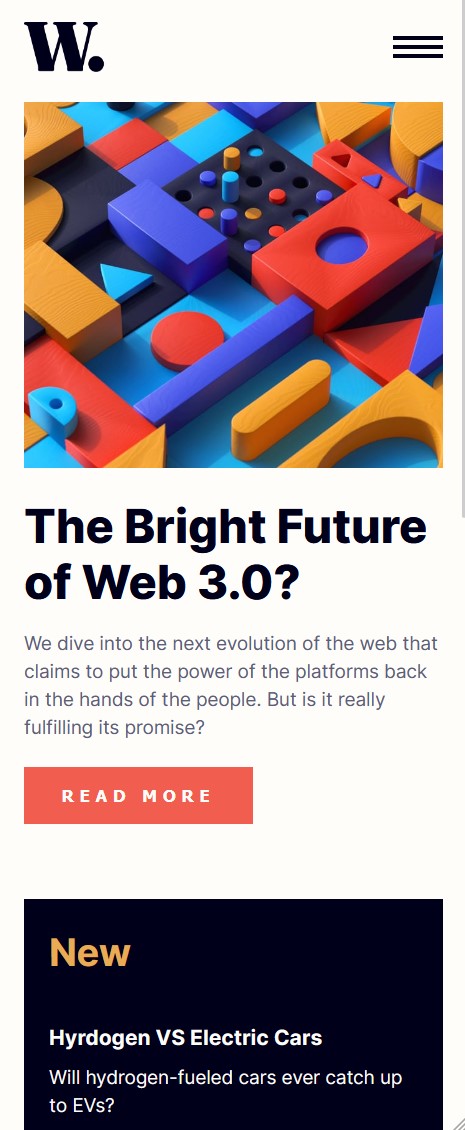 W.
The Bright Future
of Web 3.0?
We dive into the next evolution of the web that
claims to put the power of the platforms back
in the hands of the people. But is it really
fulfilling its promise?
READ MORE
New
Hyrdogen VS Electric Cars
Will hydrogen-fueled cars ever catch up
to EVs?